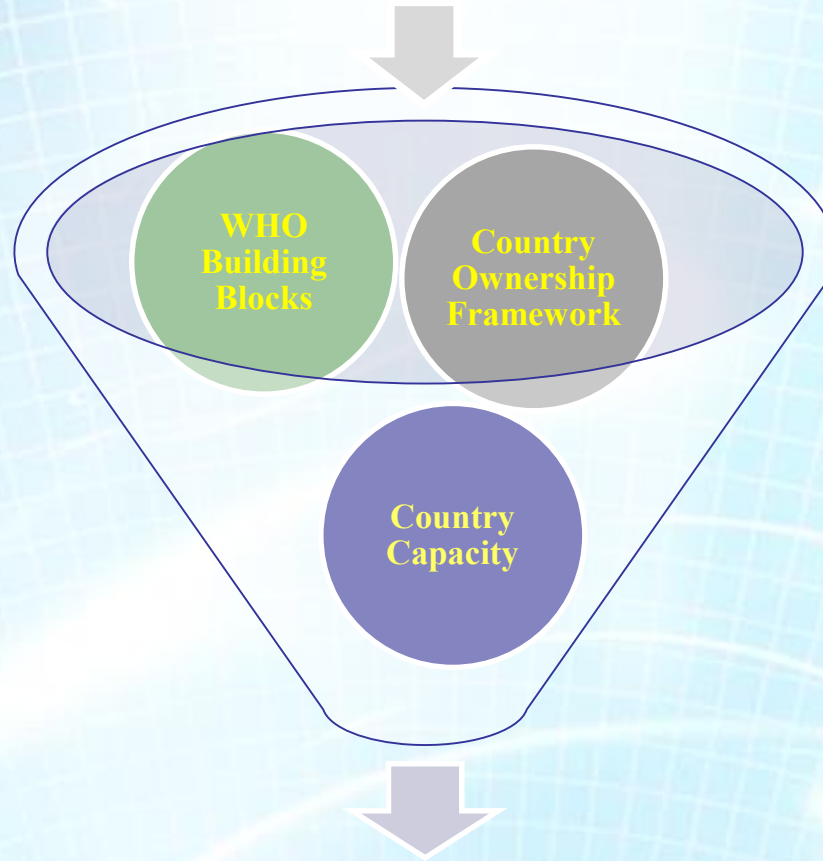 WHO
Building
Blocks
Country
Ownership
Framework
Country
Capacity